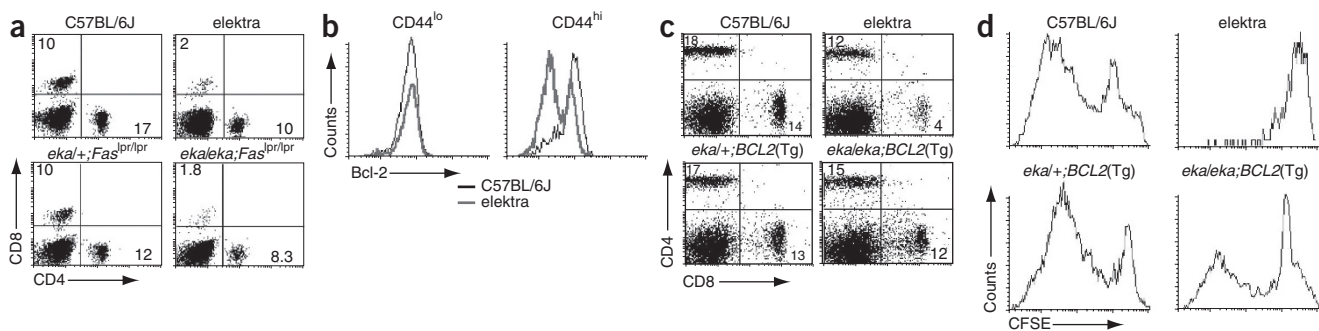 a
C57BL/6J
elektra
10
17
2
10
eka/+;Fas^lpr/lpr
eka/eka;Fas^lpr/lpr
10
12
1.8
8.3
CD8
CD4
b
CD44^lo
CD44^hi
Counts
Bcl-2
C57BL/6J
elektra
c
C57BL/6J
elektra
18
14
12
4
eka/+;BCL2(Tg)
eka/eka;BCL2(Tg)
17
13
15
12
CD4
CD8
d
C57BL/6J
elektra
eka/+;BCL2(Tg)
eka/eka;BCL2(Tg)
Counts
CFSE